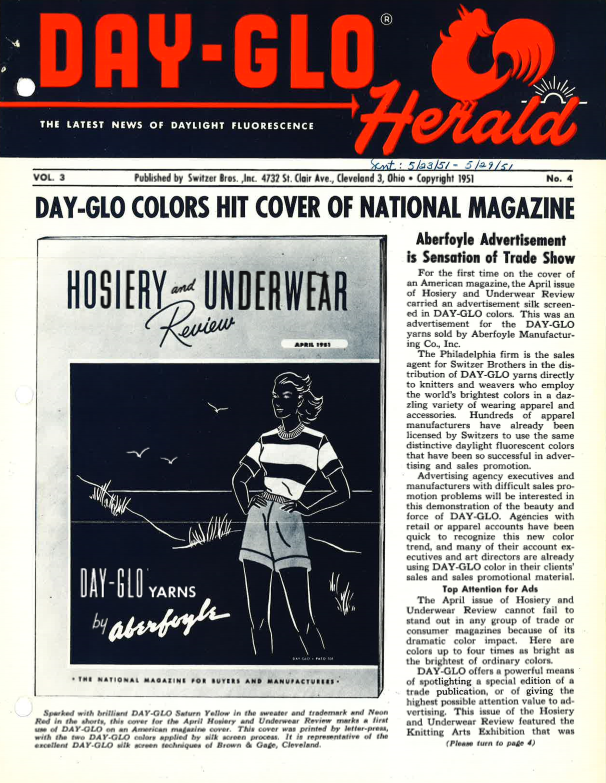 DAY-GLO®
Herald
THE LATEST NEWS OF DAYLIGHT FLUORESCENCE
Sent: 5/23/51 - 5/29/51
VOL. 3 Published by Switzer Bros. ,Inc. 4732 St. Clair Ave., Cleveland 3, Ohio • Copyright 1951 No. 4
DAY-GLO COLORS HIT COVER OF NATIONAL MAGAZINE
HOSIERY and UNDERWEAR
Review
APRIL 1951
DAY-GLO YARNS
by Aberfoyle
• THE NATIONAL MAGAZINE FOR BUYERS AND MANUFACTURERS •
Sparked with brilliant DAY-GLO Saturn Yellow in the sweater and trademark and Neon
Red in the shorts, this cover for the April Hosiery and Underwear Review marks a first
use of DAY-GLO on an American magazine cover. This cover was printed by letter-press,
with the two DAY-GLO colors applied by silk screen process. It is representative of the
excellent DAY-GLO silk screen techniques of Brown & Gage, Cleveland.
Aberfoyle Advertisement
is Sensation of Trade Show
For the first time on the cover of
an American magazine, the April issue
of Hosiery and Underwear Review
carried an advertisement silk screen-
ed in DAY-GLO colors. This was an
advertisement for the DAY-GLO
yarns sold by Aberfoyle Manufactur-
ing Co., Inc.
The Philadelphia firm is the sales
agent for Switzer Brothers in the dis-
tribution of DAY-GLO yarns directly
to knitters and weavers who employ
the world's brightest colors in a daz-
zling variety of wearing apparel and
accessories. Hundreds of apparel
manufacturers have already been
licensed by Switzers to use the same
distinctive daylight fluorescent colors
that have been so successful in adver-
tising and sales promotion.
Advertising agency executives and
manufacturers with difficult sales pro-
motion problems will be interested in
this demonstration of the beauty and
force of DAY-GLO. Agencies with
retail or apparel accounts have been
quick to recognize this new color
trend, and many of their account ex-
ecutives and art directors are already
using DAY-GLO color in their clients'
sales and sales promotional material.
Top Attention for Ads
The April issue of Hosiery and
Underwear Review cannot fail to
stand out in any group of trade or
consumer magazines because of its
dramatic color impact. Here are
colors up to four times as bright as
the brightest of ordinary colors.
DAY-GLO offers a powerful means
of spotlighting a special edition of a
trade publication, or of giving the
highest possible attention value to ad-
vertising. This issue of the Hosiery
and Underwear Review featured the
Knitting Arts Exhibition that was
(Please turn to page 4)